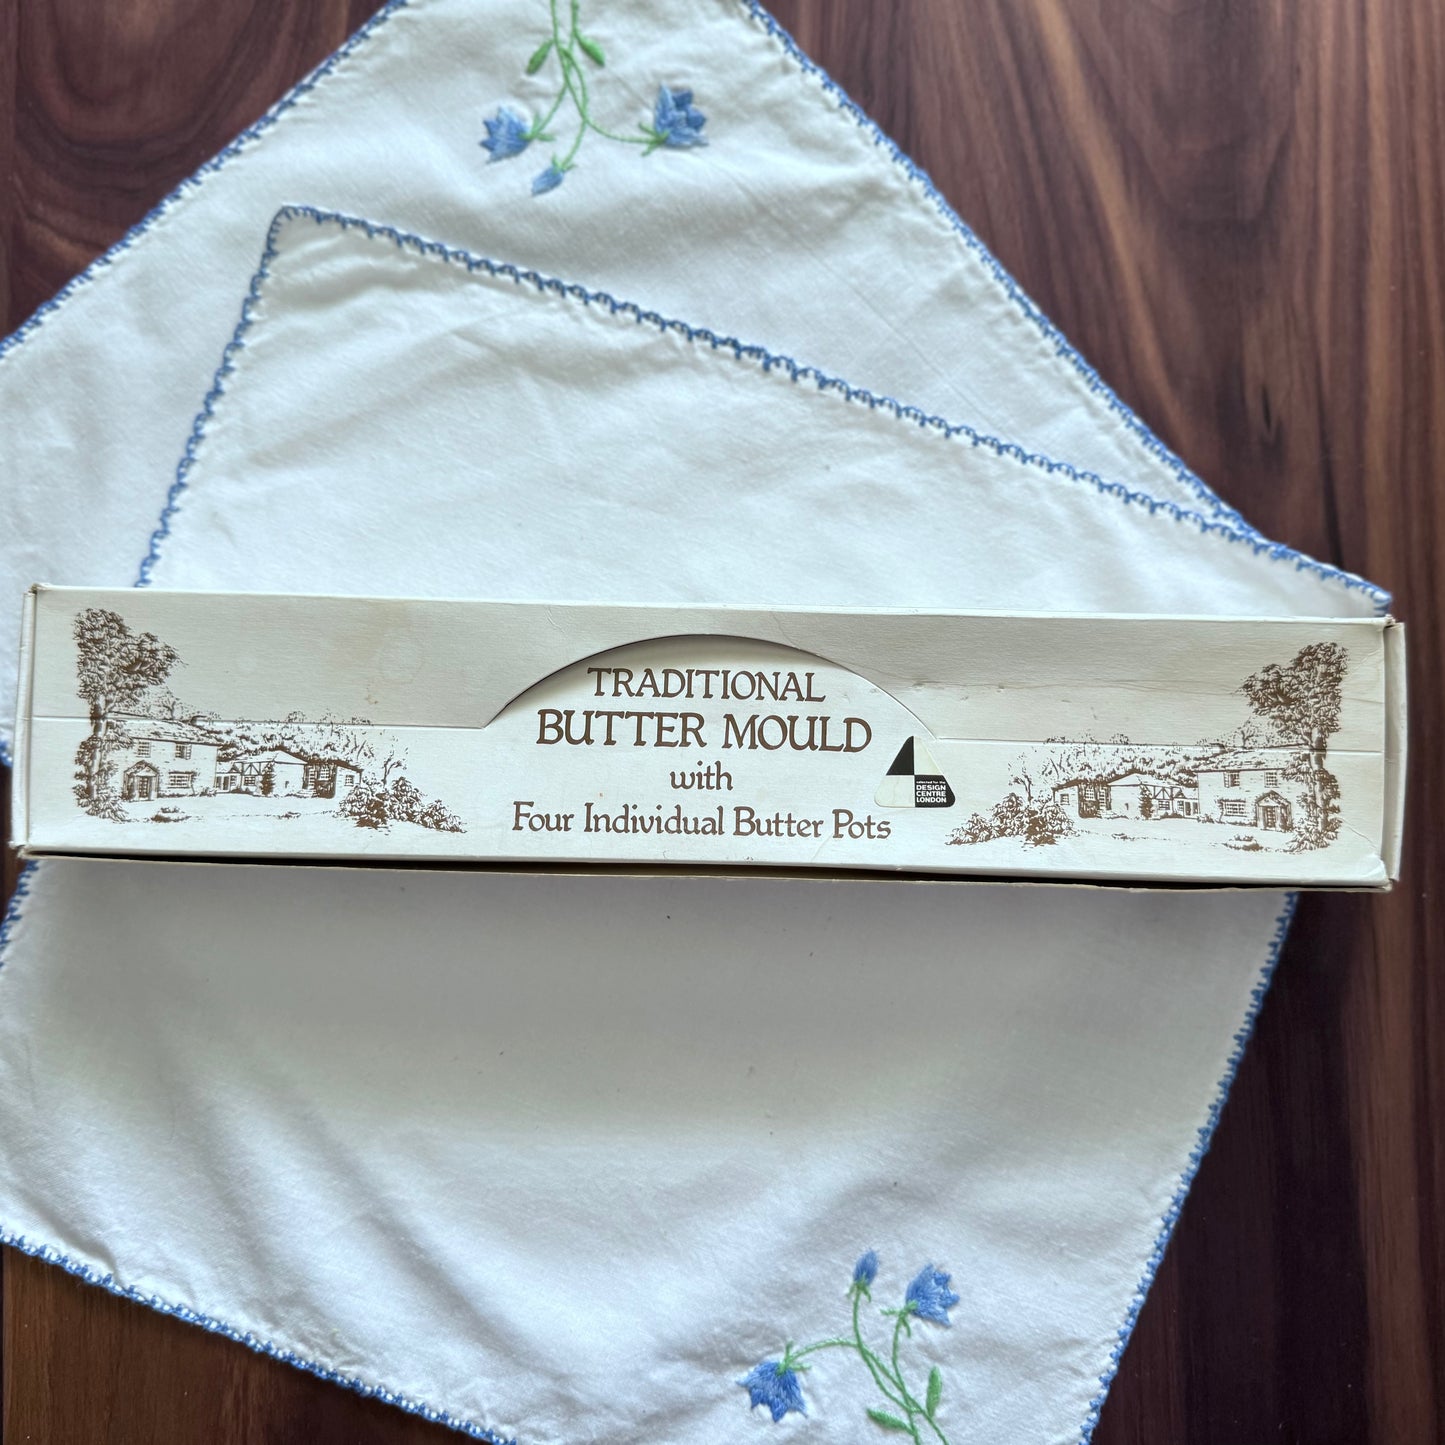 TRADITIONAL
BUTTER MOULD
with
Four Individual Butter Pots
selected for the
DESIGN
CENTRE
LONDON